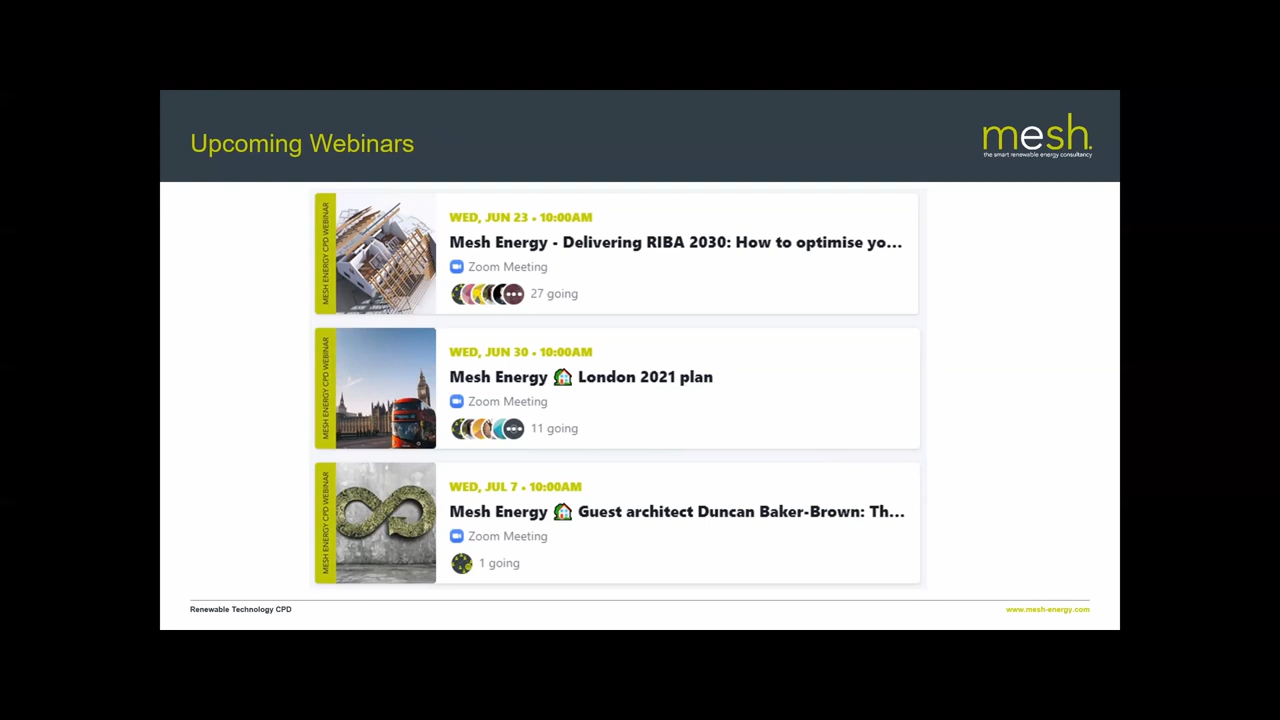 Upcoming Webinars
mesh.
the smart renewable energy consultancy
MESH ENERGY CPD WEBINAR
WED, JUN 23 • 10:00AM
Mesh Energy - Delivering RIBA 2030: How to optimise yo...
Zoom Meeting
27 going
MESH ENERGY CPD WEBINAR
WED, JUN 30 • 10:00AM
Mesh Energy 🏡 London 2021 plan
Zoom Meeting
11 going
MESH ENERGY CPD WEBINAR
WED, JUL 7 • 10:00AM
Mesh Energy 🏡 Guest architect Duncan Baker-Brown: Th...
Zoom Meeting
1 going
Renewable Technology CPD
www.mesh-energy.com